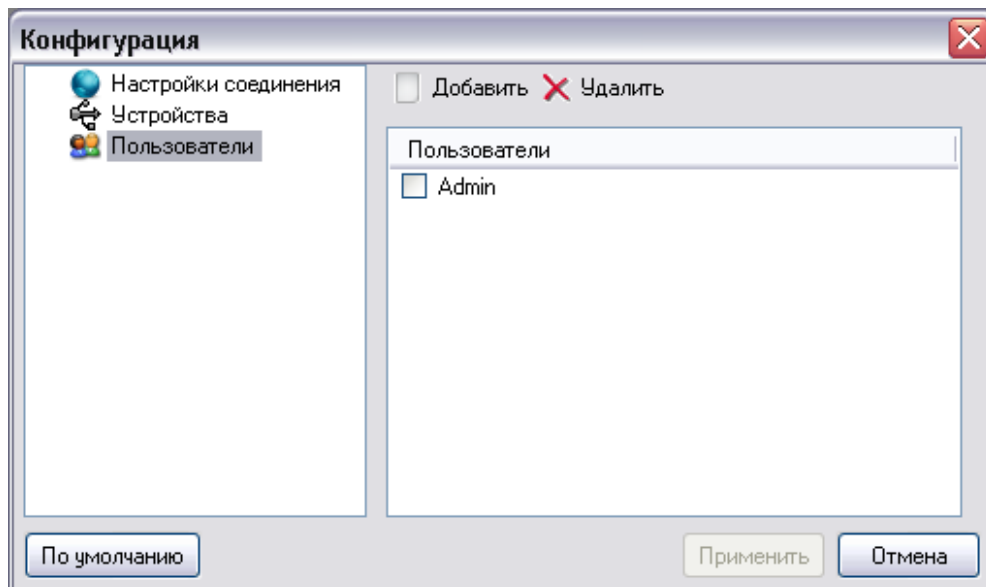 Конфигурация
Настройки соединения
Устройства
Пользователи
Добавить Удалить
Пользователи
Admin
По умолчанию
Применить
Отмена